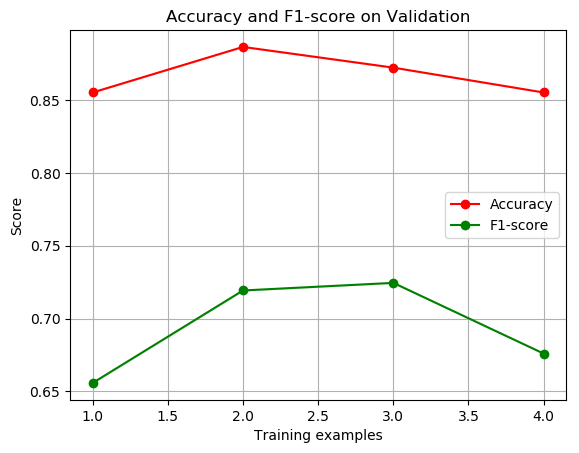 Accuracy and F1-score on Validation
Score
0.85
0.80
0.75
0.70
0.65
Accuracy
F1-score
1.0 1.5 2.0 2.5 3.0 3.5 4.0
Training examples